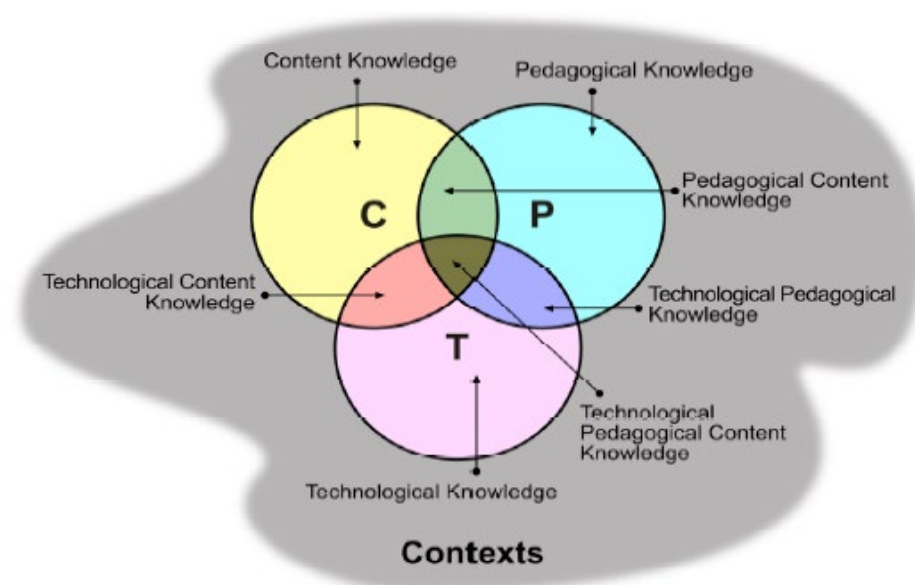 Content Knowledge
Pedagogical Knowledge
Pedagogical Content
Knowledge
C
P
Technological Content
Knowledge
Technological Pedagogical
Knowledge
T
Technological
Pedagogical Content
Knowledge
Technological Knowledge
Contexts